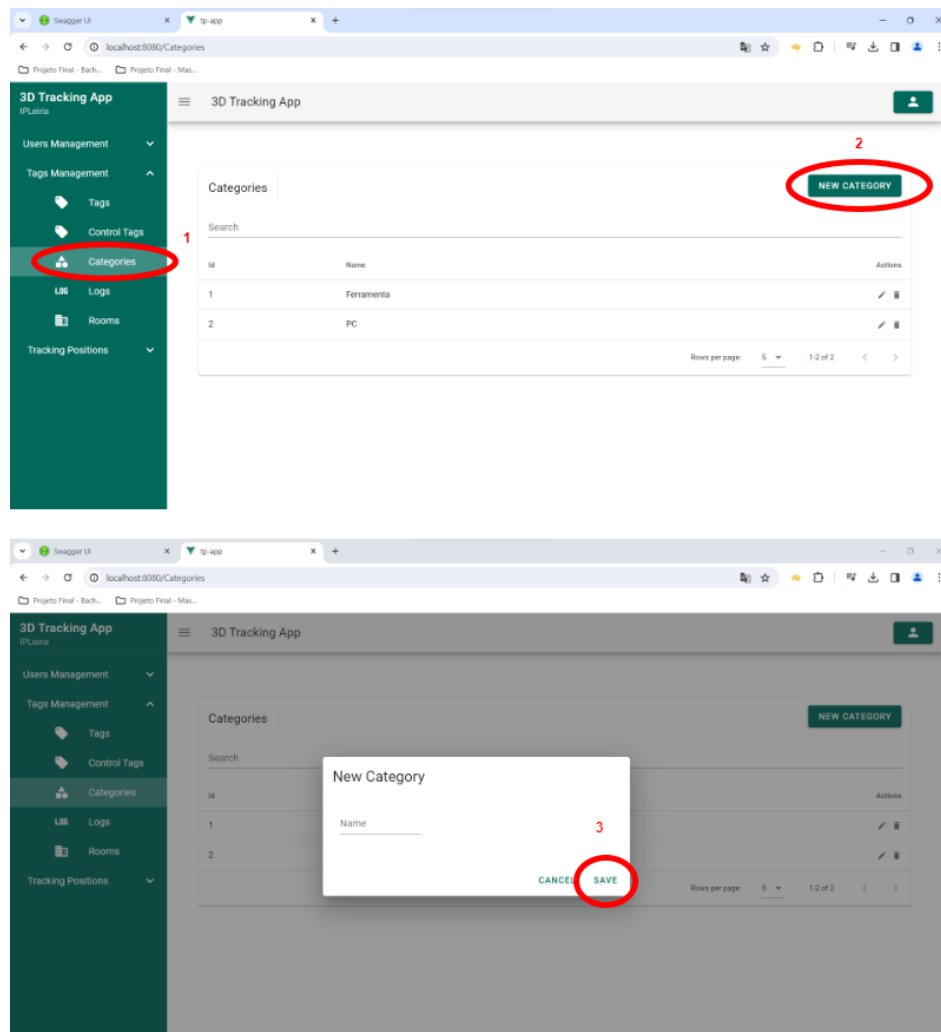 Swagger UI
tp-app
localhost:8080/Categories
Projeto Final - Bach...
Projeto Final - Mas...
3D Tracking App
IPLeiria
3D Tracking App
Users Management
Tags Management
Tags
Control Tags
1
Categories
LOG Logs
Rooms
Tracking Positions
2
Categories
NEW CATEGORY
Search
Id Name Actions
1 Ferramenta
2 PC
Rows per page: 5 1-2 of 2
Swagger UI
tp-app
localhost:8080/Categories
Projeto Final - Bach...
Projeto Final - Mas...
3D Tracking App
IPLeiria
3D Tracking App
Users Management
Tags Management
Tags
Control Tags
Categories
LOG Logs
Rooms
Tracking Positions
Categories
NEW CATEGORY
Search
Id Actions
1
2
Rows per page: 5 1-2 of 2
New Category
Name
3
CANCEL SAVE